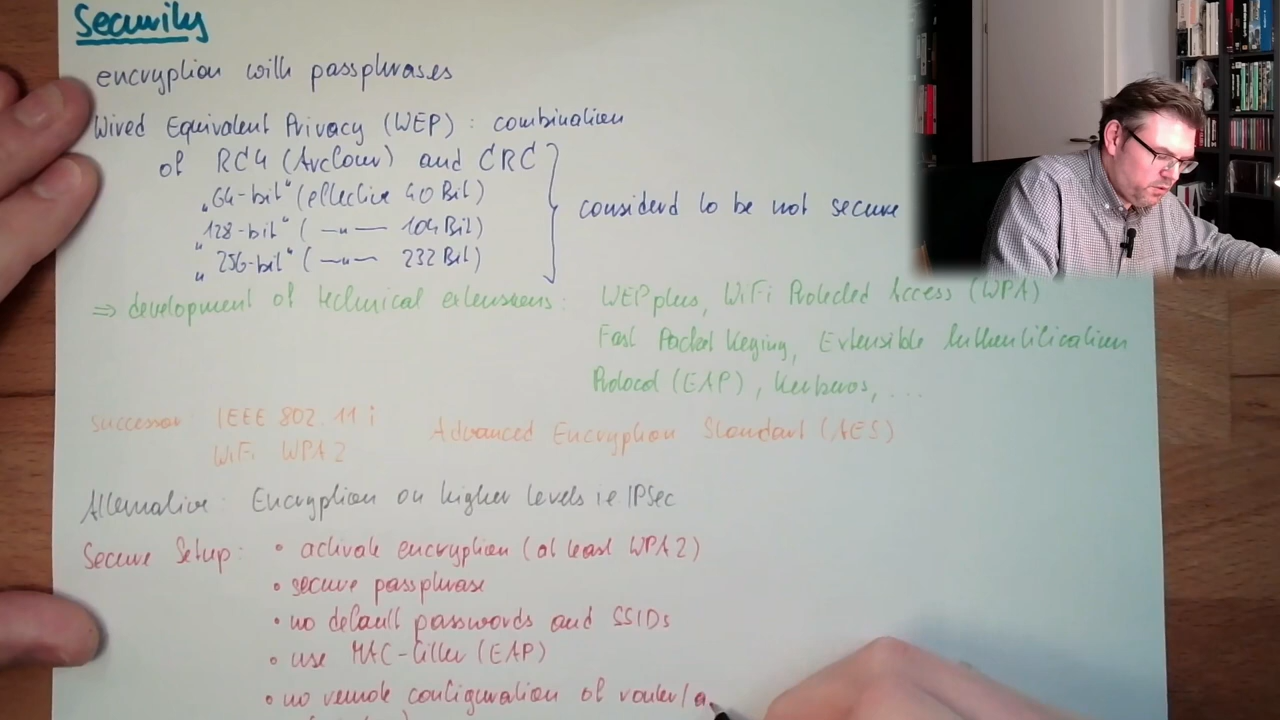 Security
encryption with passphrases
Wired Equivalent Privacy (WEP) : combination
of RC4 (Arcfour) and CRC
„64-bit" (effective 40 Bit)
„128-bit" ( —„— 104 Bit)
„256-bit" ( —„— 232 Bit)
considerd to be not secure
⇒ development of technical extensions: WEPplus, WiFi Protected Access (WPA)
Fast Packet Keying, Extensible Authentification
Protocol (EAP), Kerberos, ...
Successor IEEE 802.11i Advanced Encryption Standart (AES)
WiFi WPA2
Alternative: Encryption on higher levels i.e. IPSec
Secure Setup: • activate encryption (at least WPA2)
• secure passphrase
• no default passwords and SSIDs
• use MAC-filter (EAP)
• no remote configuration of router/a